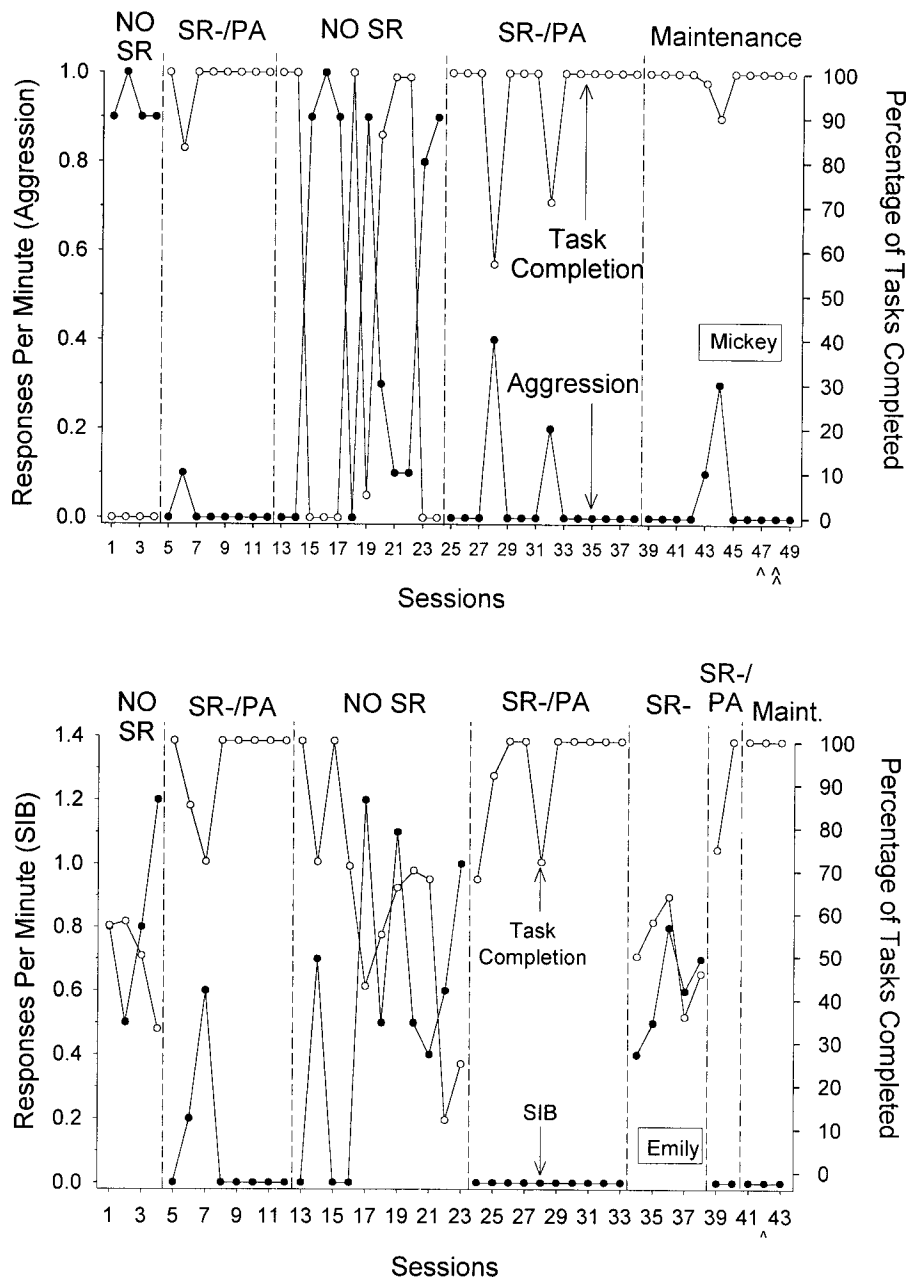 NO SR SR-/PA NO SR SR-/PA Maintenance
Responses Per Minute (Aggression)
1.0
0.8
0.6
0.4
0.2
0.0
Percentage of Tasks Completed
100
90
80
70
60
50
40
30
20
10
0
Task
Completion
Mickey
Aggression
1 3 5 7 9 11 13 15 17 19 21 23 25 27 29 31 33 35 37 39 41 43 45 47 49
^ ^
^
Sessions
NO SR SR-/PA NO SR SR-/PA SR- SR-/ PA Maint.
Responses Per Minute (SIB)
1.4
1.2
1.0
0.8
0.6
0.4
0.2
0.0
Percentage of Tasks Completed
100
90
80
70
60
50
40
30
20
10
0
Task
Completion
SIB
Emily
1 3 5 7 9 11 13 15 17 19 21 23 25 27 29 31 33 35 37 39 41 43
^
Sessions